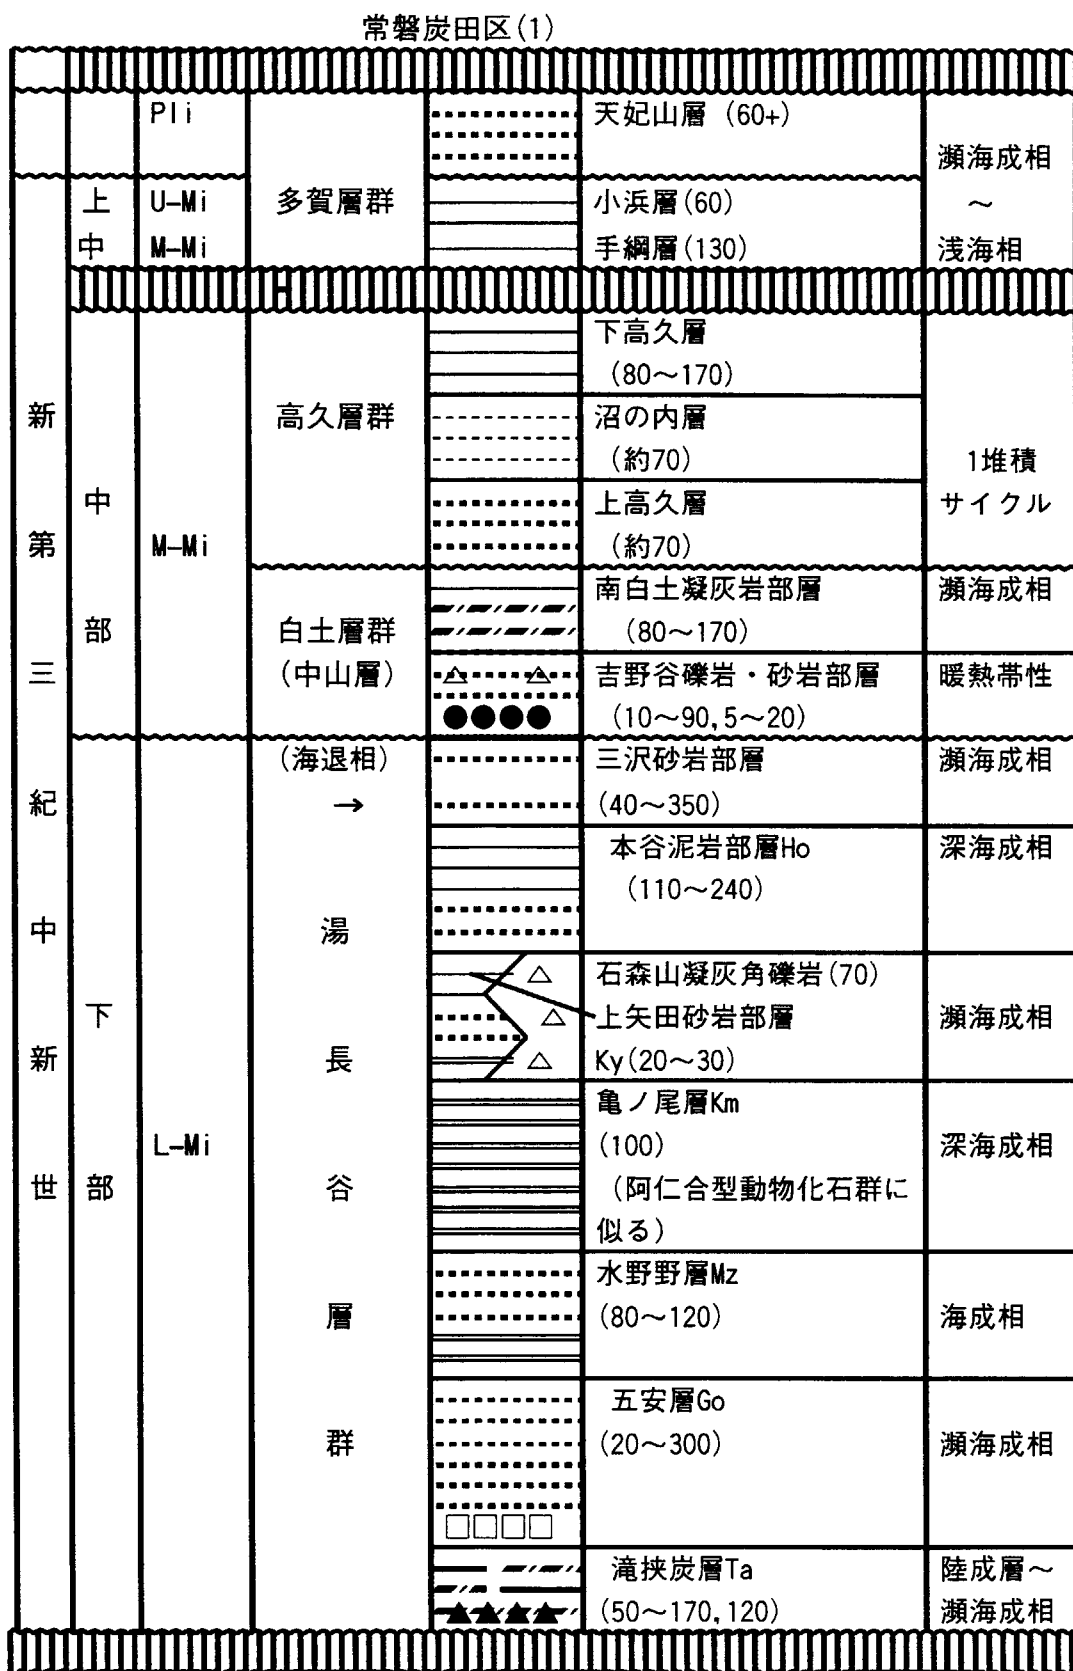 常磐炭田区(1)
Pli
天妃山層 (60+)
瀕海成相
上
U-Mi
多賀層群
小浜層(60)
～
中
M-Mi
手綱層(130)
浅海相
下高久層
(80～170)
新
高久層群
沼の内層
(約70)
1堆積
中
上高久層
サイクル
第
M-Mi
(約70)
南白土凝灰岩部層
瀕海成相
部
白土層群
(80～170)
三
(中山層)
吉野谷礫岩・砂岩部層
暖熱帯性
(10～90,5～20)
(海退相)
三沢砂岩部層
瀕海成相
紀
→
(40～350)
本谷泥岩部層Ho
深海成相
(110～240)
中
湯
石森山凝灰角礫岩(70)
下
上矢田砂岩部層
瀕海成相
新
長
Ky(20～30)
亀ノ尾層Km
L-Mi
(100)
深海成相
世
部
谷
(阿仁合型動物化石群に
似る)
水野野層Mz
層
(80～120)
海成相
五安層Go
群
(20～300)
瀕海成相
滝挟炭層Ta
陸成層～
(50～170,120)
瀕海成相